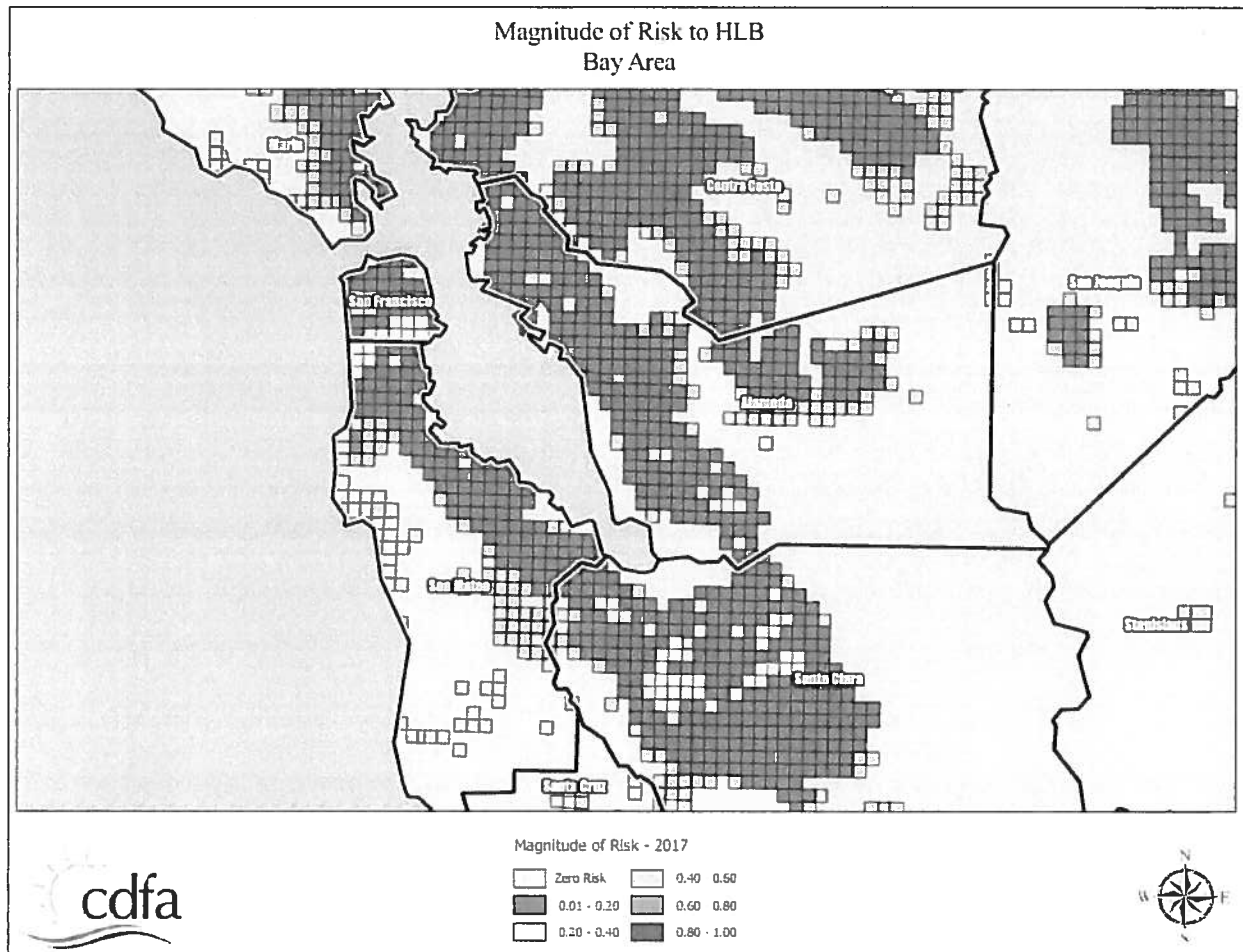 Magnitude of Risk to HLB
Bay Area
Marin
Contra Costa
San Francisco
San Joaquin
Alameda
San Mateo
Stanislaus
Santa Clara
Santa Cruz
Magnitude of Risk - 2017
Zero Risk
0.40 0.60
0.01 - 0.20
0.60 0.80
0.20 - 0.40
0.80 - 1.00
cdfa
N
W
E
S